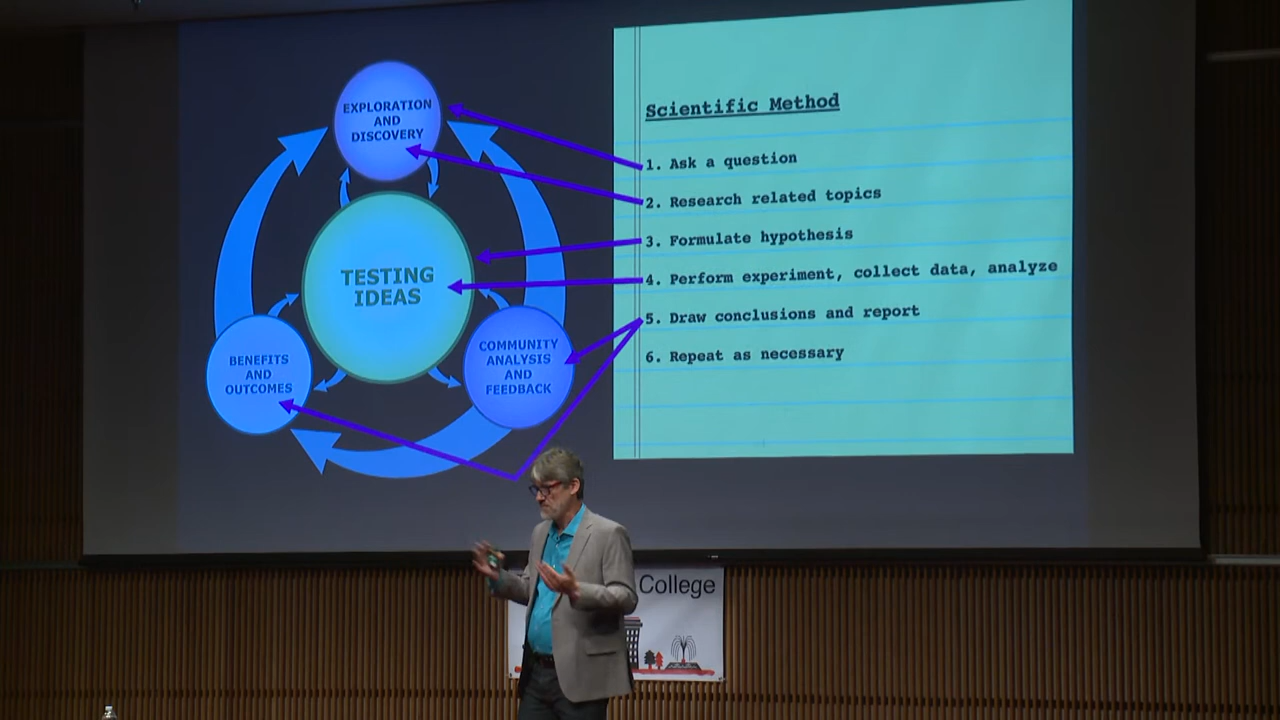 EXPLORATION
AND
DISCOVERY
TESTING
IDEAS
BENEFITS
AND
OUTCOMES
COMMUNITY
ANALYSIS
AND
FEEDBACK
Scientific Method
1. Ask a question
2. Research related topics
3. Formulate hypothesis
4. Perform experiment, collect data, analyze
5. Draw conclusions and report
6. Repeat as necessary
College